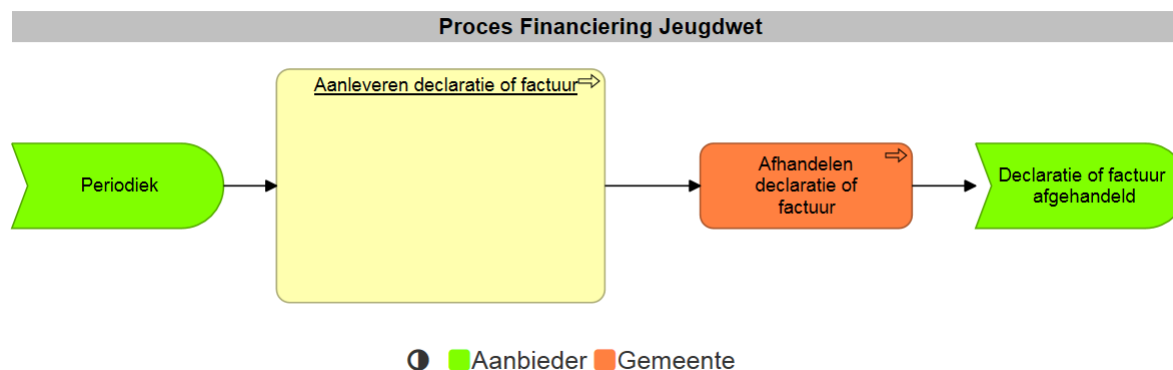 Proces Financiering Jeugdwet
Aanleveren declaratie of factuur
Periodiek
Afhandelen
declaratie of
factuur
Declaratie of factuur
afgehandeld
Aanbieder Gemeente